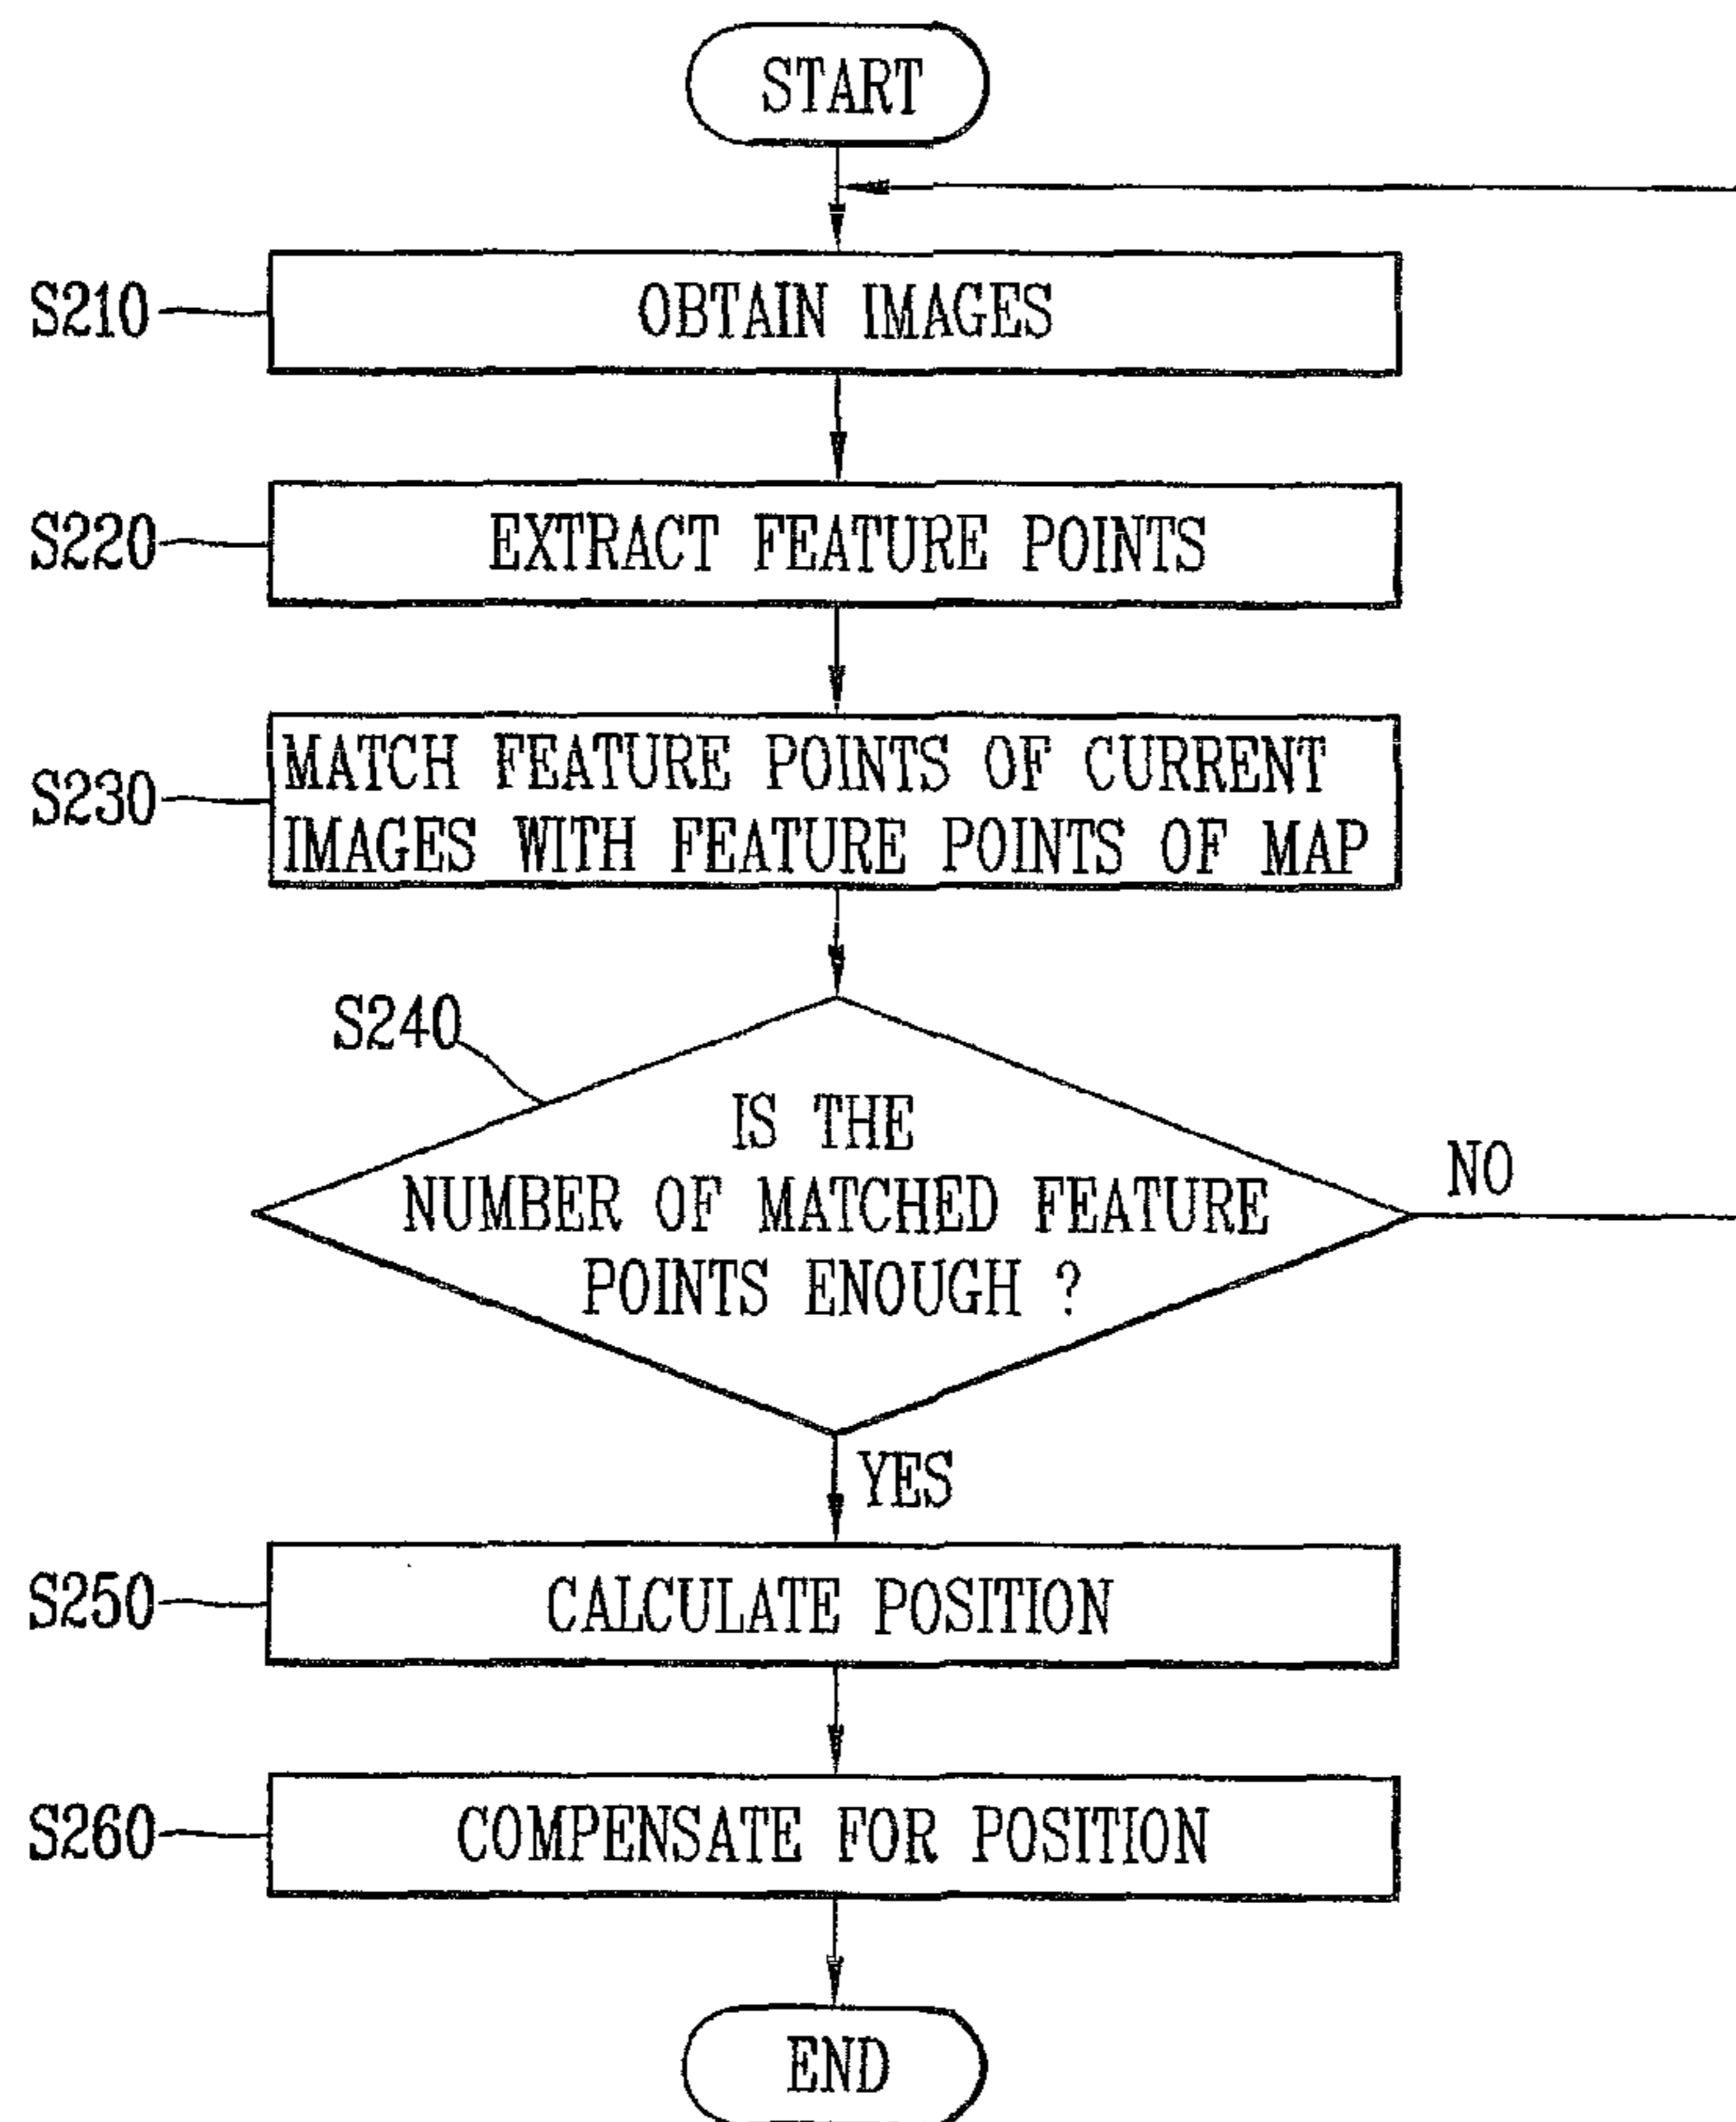 START
S210
OBTAIN IMAGES
S220
EXTRACT FEATURE POINTS
S230
MATCH FEATURE POINTS OF CURRENT
IMAGES WITH FEATURE POINTS OF MAP
S240
IS THE
NUMBER OF MATCHED FEATURE
POINTS ENOUGH ?
NO
YES
S250
CALCULATE POSITION
S260
COMPENSATE FOR POSITION
END